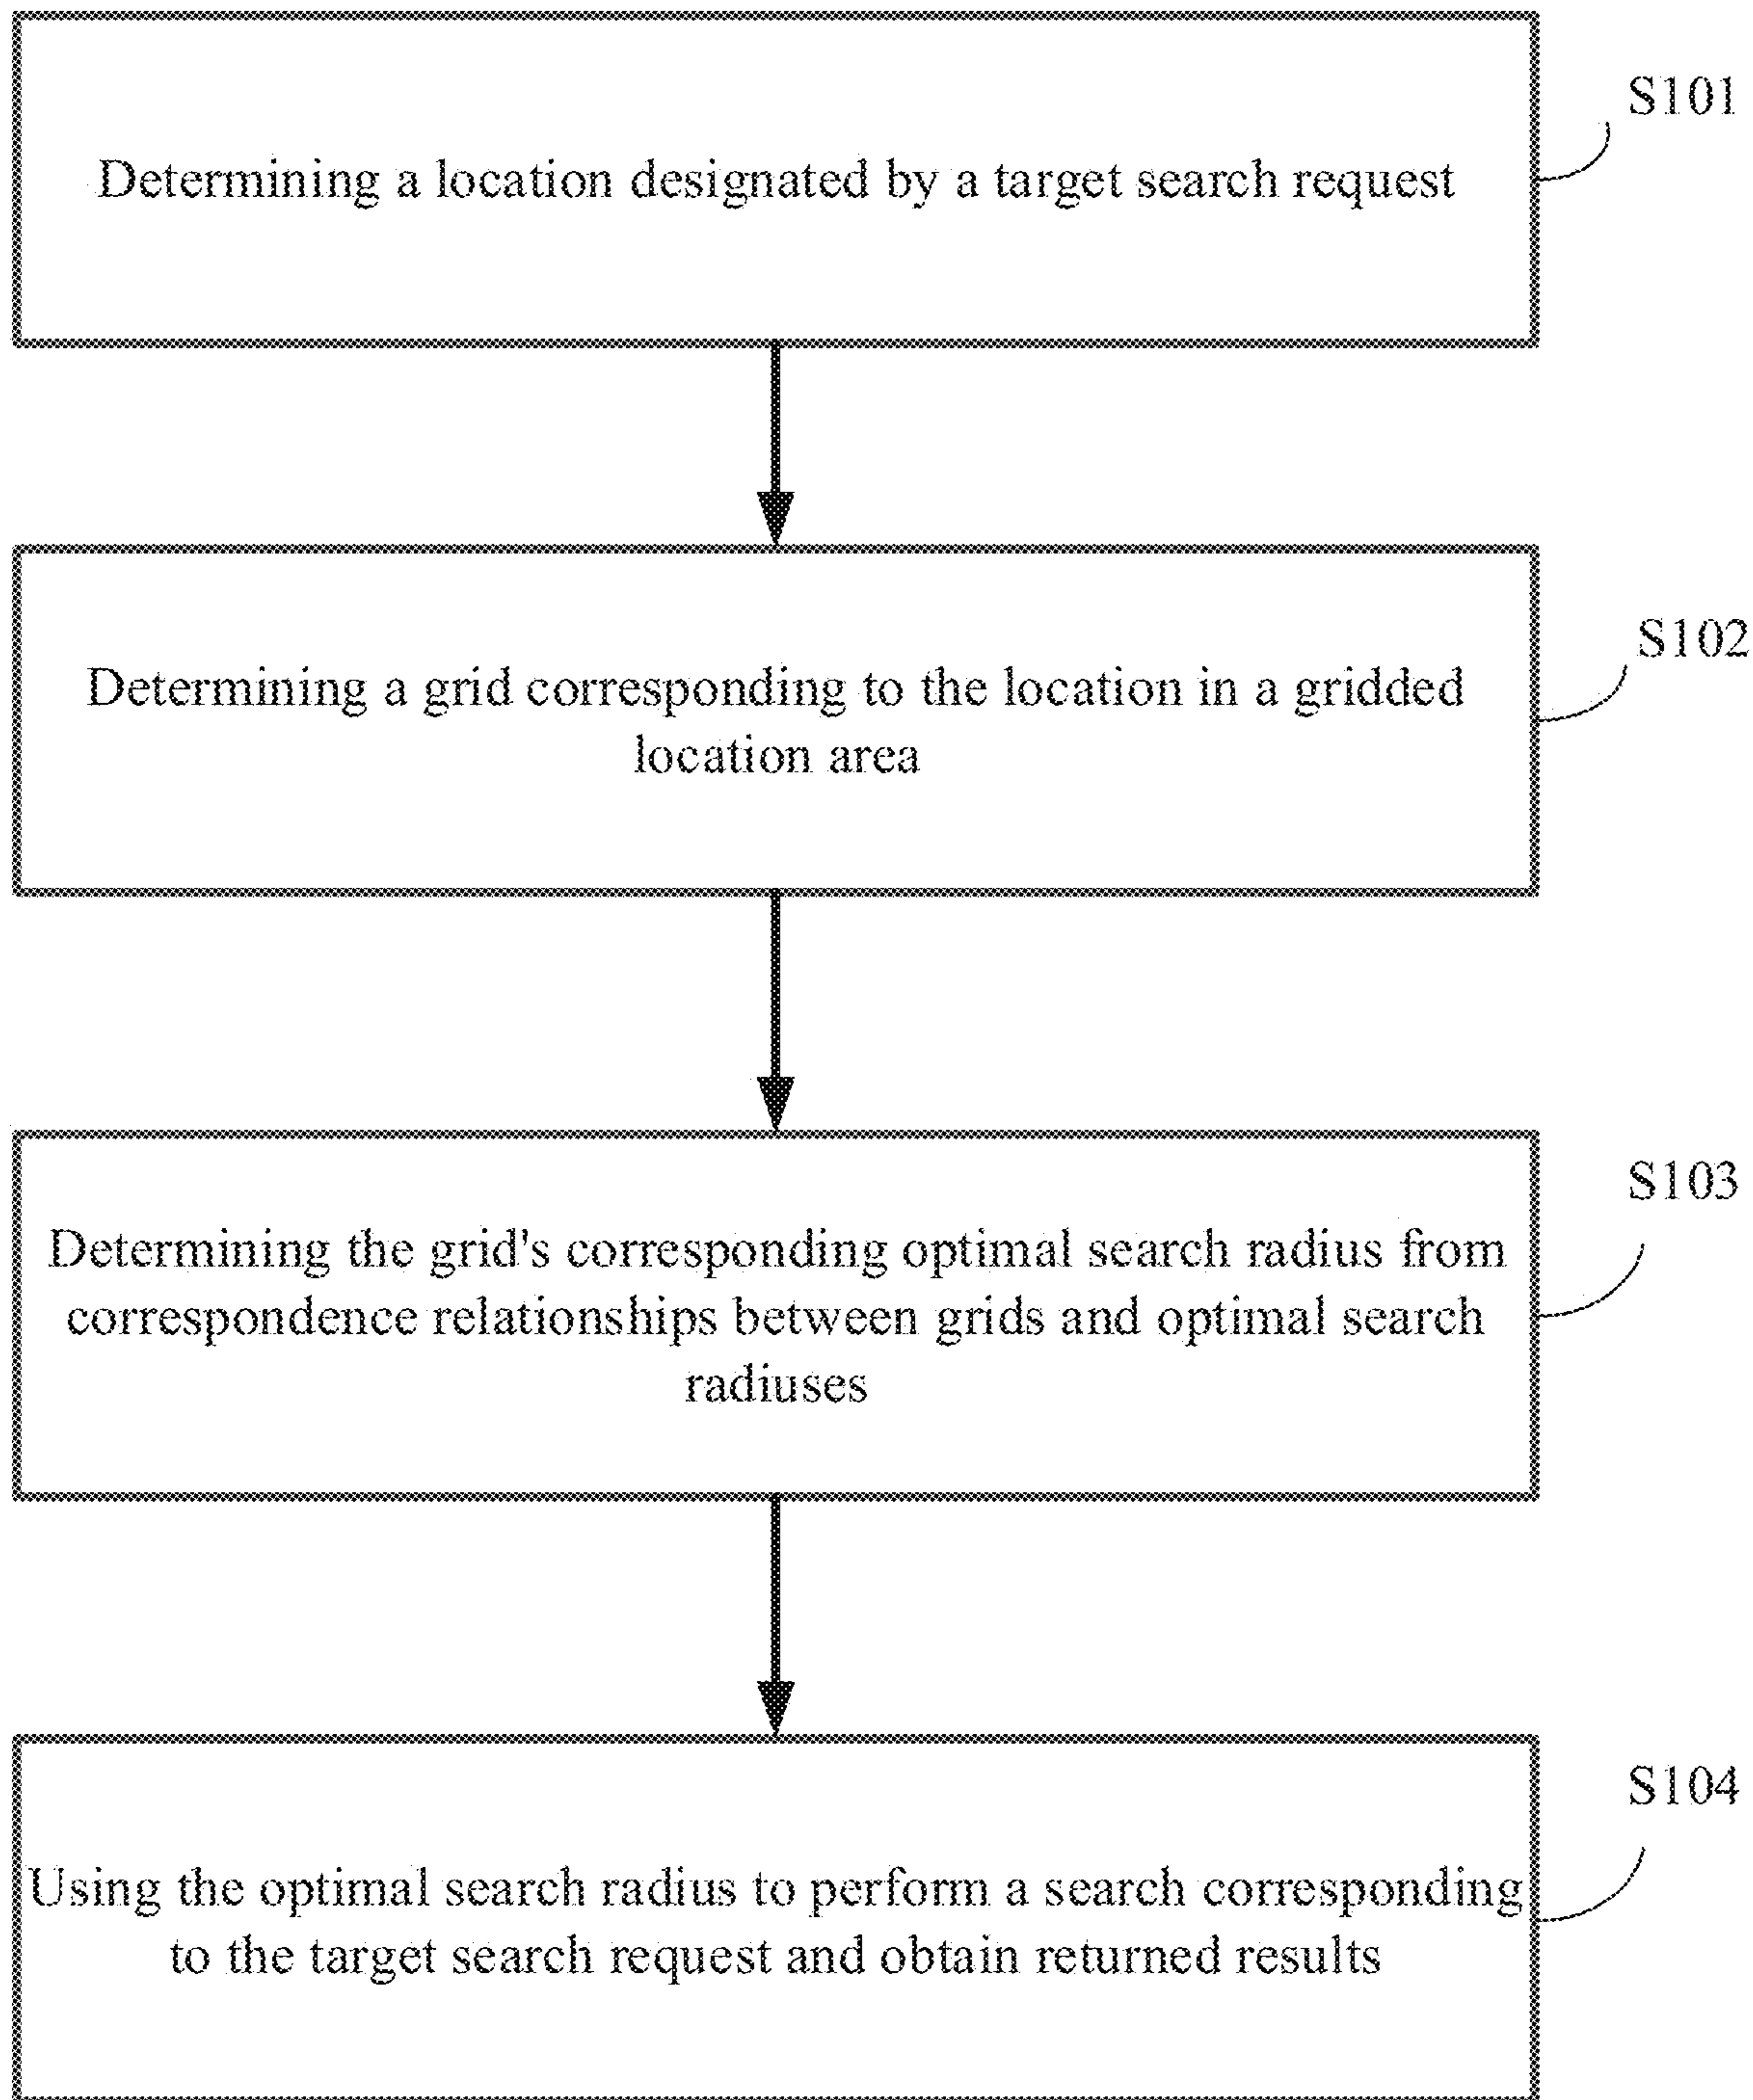 S101
Determining a location designated by a target search request
S102
Determining a grid corresponding to the location in a gridded
location area
S103
Determining the grid's corresponding optimal search radius from
correspondence relationships between grids and optimal search
radiuses
S104
Using the optimal search radius to perform a search corresponding
to the target search request and obtain returned results